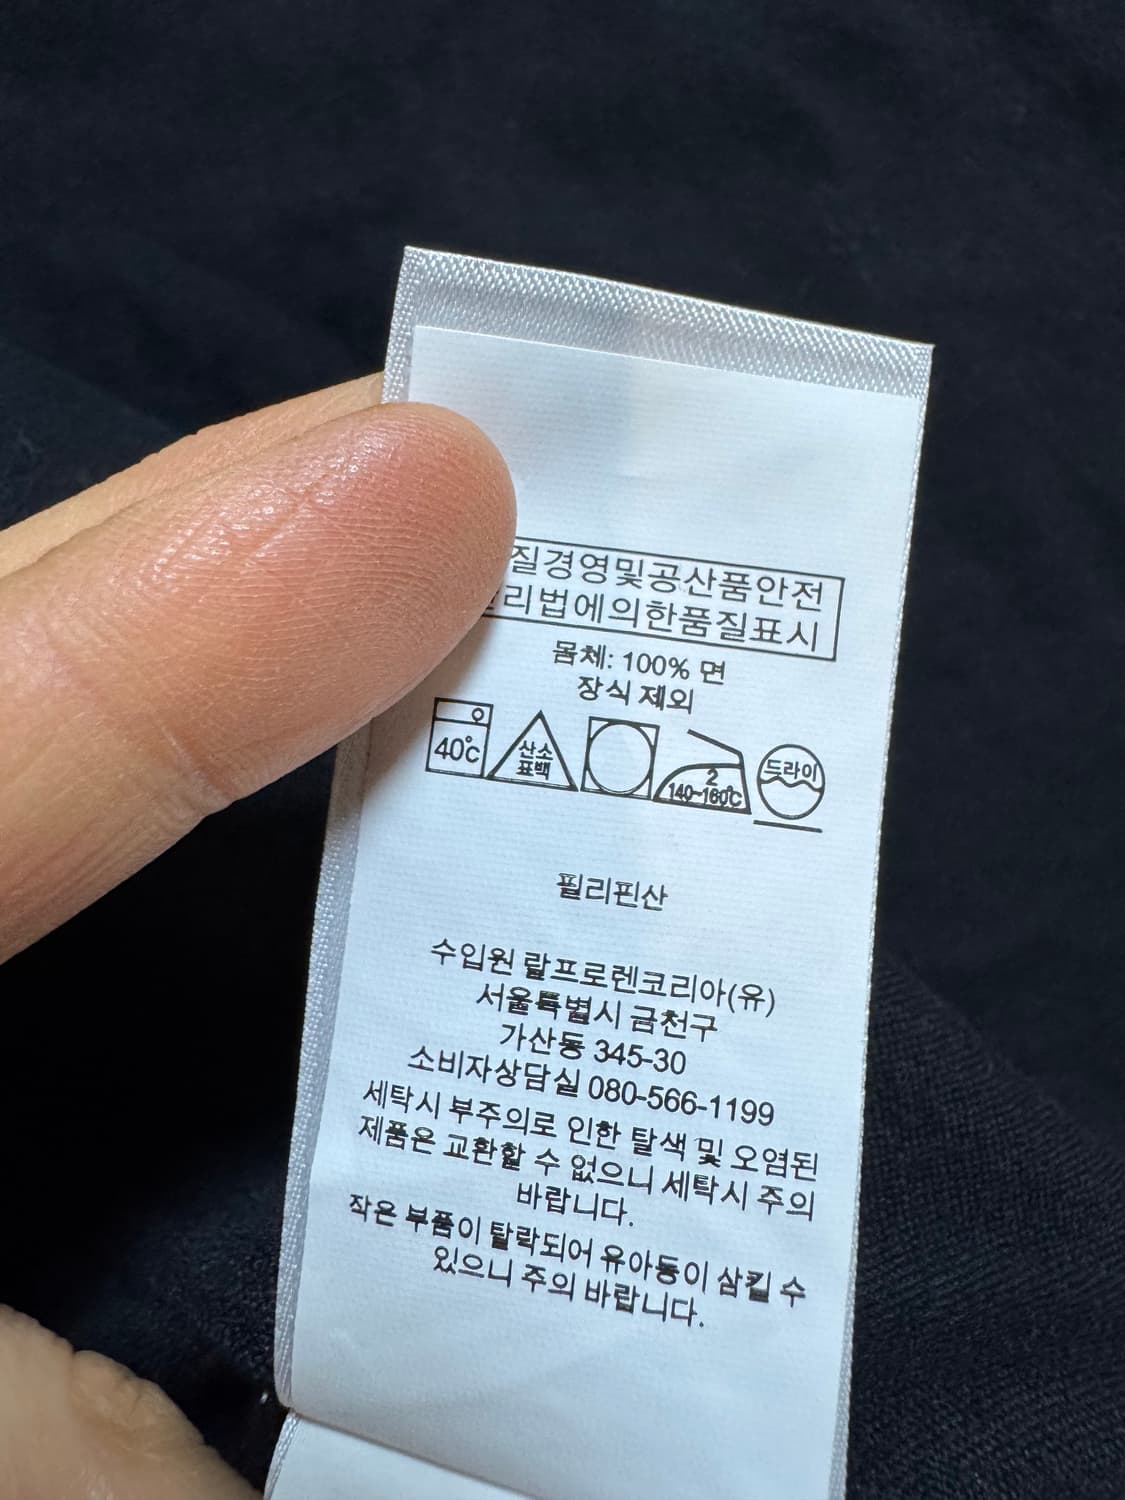 질경영및공산품안전
리법에의한품질표시
몸체: 100% 면
장식 제외
40℃
산소
표백
2
140~160℃
드라이
필리핀산
수입원 랄프로렌코리아(유)
서울특별시 금천구
가산동 345-30
소비자상담실 080-566-1199
세탁시 부주의로 인한 탈색 및 오염된
제품은 교환할 수 없으니 세탁시 주의
바랍니다.
작은 부품이 탈락되어 유아동이 삼킬 수
있으니 주의 바랍니다.